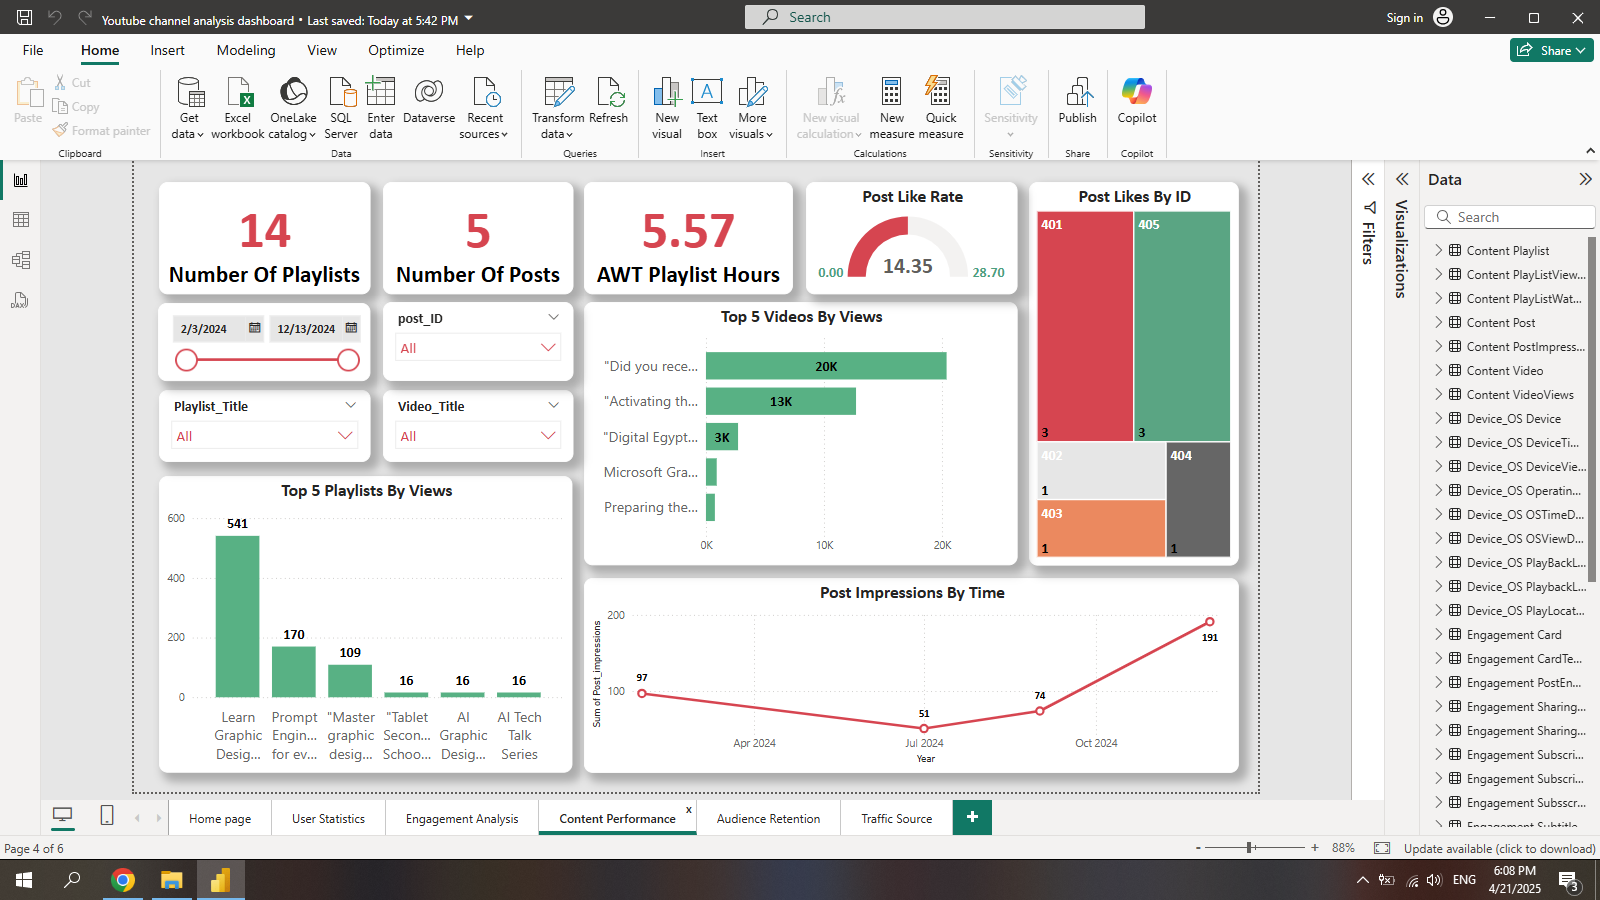 Youtube channel analysis dashboard • Last saved: Today at 5:42 PM
Search
Sign in
File
Home
Insert
Modeling
View
Optimize
Help
Share
Paste
Cut
Copy
Format painter
Clipboard
Get data
Excel workbook
OneLake catalog
SQL Server
Enter data
Dataverse
Recent sources
Data
Transform data
Refresh
Queries
New visual
Text box
More visuals
Insert
New visual calculation
New measure
Quick measure
Calculations
Sensitivity
Sensitivity
Publish
Share
Copilot
Copilot
14
Number Of Playlists
5
Number Of Posts
5.57
AWT Playlist Hours
Post Like Rate
0.00
14.35
28.70
Post Likes By ID
401
3
405
3
402
1
403
1
404
1
2/3/2024
12/13/2024
post_ID
All
Playlist_Title
All
Video_Title
All
Top 5 Videos By Views
"Did you rece...
20K
"Activating th...
13K
"Digital Egypt...
3K
Microsoft Gra...
Preparing the...
0K
10K
20K
Top 5 Playlists By Views
600
400
200
0
541
170
109
16
16
16
Learn Graphic Desig...
Prompt Engin... for ev...
"Master graphic desig...
"Tablet Secon... Schoo...
AI Graphic Desig...
AI Tech Talk Series
Post Impressions By Time
Sum of Post_impressions
200
100
97
51
74
191
Apr 2024
Jul 2024
Oct 2024
Year
Filters
Visualizations
Data
Search
Content Playlist
Content PlayListView...
Content PlayListWat...
Content Post
Content PostImpress...
Content Video
Content VideoViews
Device_OS Device
Device_OS DeviceTi...
Device_OS DeviceVie...
Device_OS Operatin...
Device_OS OSTimeD...
Device_OS OSViewD...
Device_OS PlayBackL...
Device_OS PlaybackL...
Device_OS PlayLocat...
Engagement Card
Engagement CardTe...
Engagement PostEn...
Engagement Sharing...
Engagement Sharing...
Engagement Subscri...
Engagement Subscri...
Engagement Subsscr...
Engagement Subtitle
Home page
User Statistics
Engagement Analysis
Content Performance
x
Audience Retention
Traffic Source
+
Page 4 of 6
- + 88%
Update available (click to download)
ENG
6:08 PM
4/21/2025
3
DAX